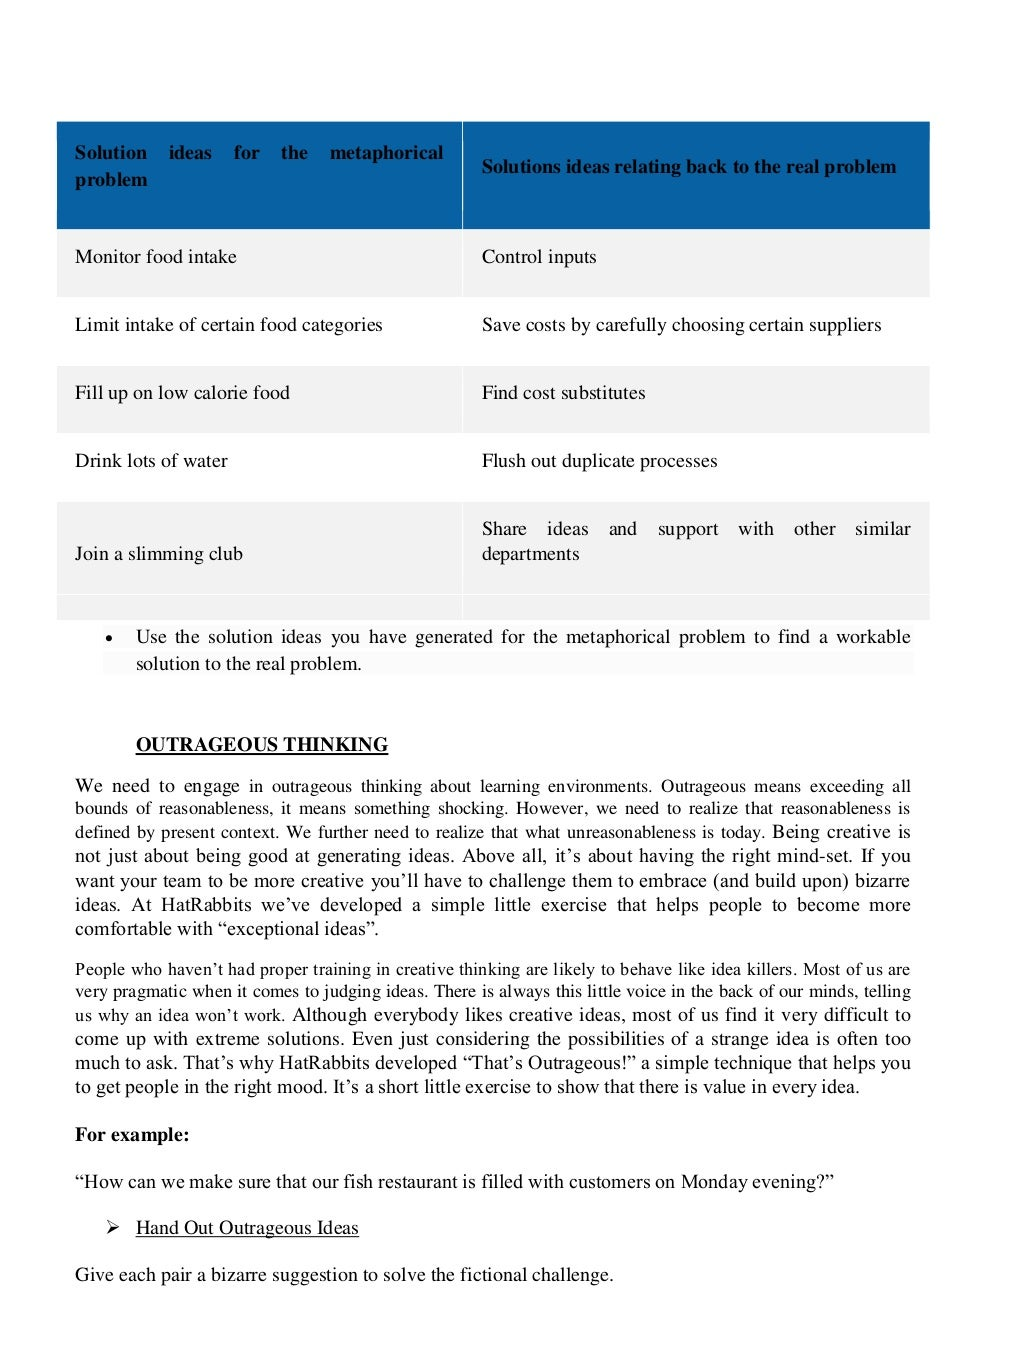 Solution ideas for the metaphorical
problem
Solutions ideas relating back to the real problem
Monitor food intake
Control inputs
Limit intake of certain food categories
Save costs by carefully choosing certain suppliers
Fill up on low calorie food
Find cost substitutes
Drink lots of water
Flush out duplicate processes
Join a slimming club
Share ideas and support with other similar
departments
• Use the solution ideas you have generated for the metaphorical problem to find a workable
solution to the real problem.
OUTRAGEOUS THINKING
We need to engage in outrageous thinking about learning environments. Outrageous means exceeding all
bounds of reasonableness, it means something shocking. However, we need to realize that reasonableness is
defined by present context. We further need to realize that what unreasonableness is today. Being creative is
not just about being good at generating ideas. Above all, it’s about having the right mind-set. If you
want your team to be more creative you’ll have to challenge them to embrace (and build upon) bizarre
ideas. At HatRabbits we’ve developed a simple little exercise that helps people to become more
comfortable with “exceptional ideas”.
People who haven’t had proper training in creative thinking are likely to behave like idea killers. Most of us are
very pragmatic when it comes to judging ideas. There is always this little voice in the back of our minds, telling
us why an idea won’t work. Although everybody likes creative ideas, most of us find it very difficult to
come up with extreme solutions. Even just considering the possibilities of a strange idea is often too
much to ask. That’s why HatRabbits developed “That’s Outrageous!” a simple technique that helps you
to get people in the right mood. It’s a short little exercise to show that there is value in every idea.
For example:
“How can we make sure that our fish restaurant is filled with customers on Monday evening?”
➢ Hand Out Outrageous Ideas
Give each pair a bizarre suggestion to solve the fictional challenge.